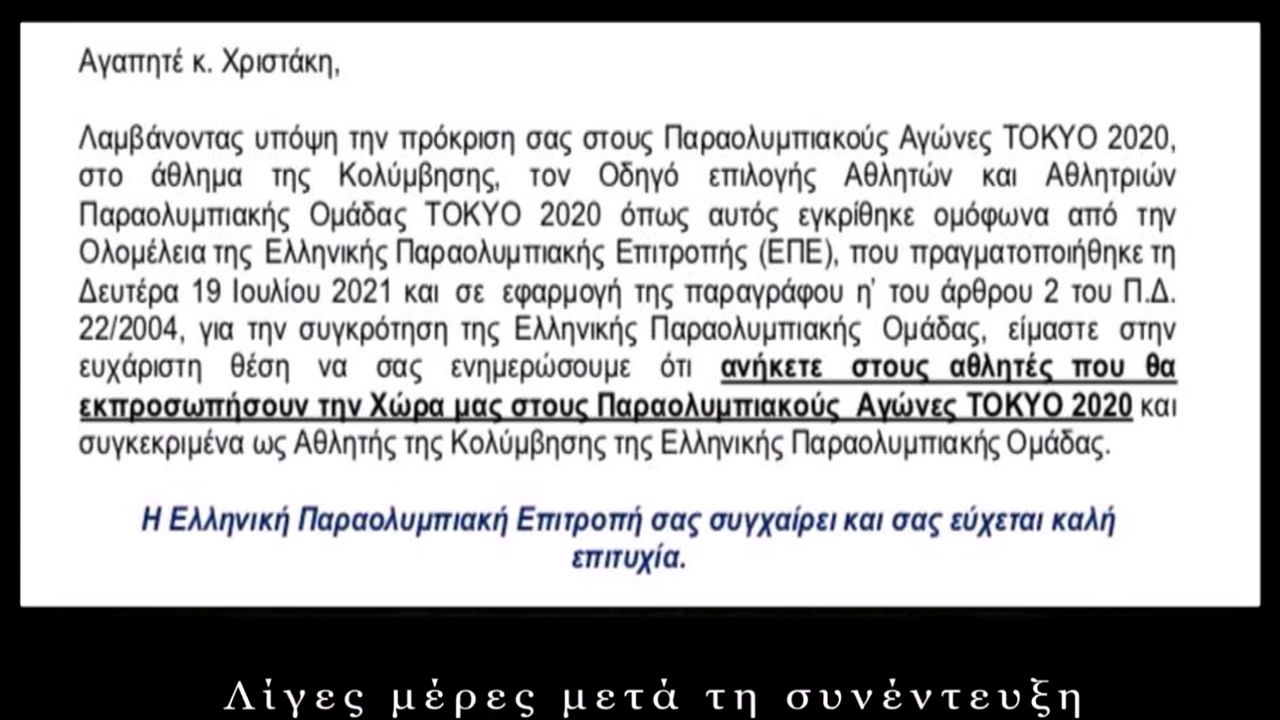 Αγαπητέ κ. Χριστάκη,
Λαμβάνοντας υπόψη την πρόκριση σας στους Παραολυμπιακούς Αγώνες TOKYO 2020,
στο άθλημα της Κολύμβησης, τον Οδηγό επιλογής Αθλητών και Αθλητριών
Παραολυμπιακής Ομάδας TOKYO 2020 όπως αυτός εγκρίθηκε ομόφωνα από την
Ολομέλεια της Ελληνικής Παραολυμπιακής Επιτροπής (ΕΠΕ), που πραγματοποιήθηκε τη
Δευτέρα 19 Ιουλίου 2021 και σε εφαρμογή της παραγράφου η’ του άρθρου 2 του Π.Δ.
22/2004, για την συγκρότηση της Ελληνικής Παραολυμπιακής Ομάδας, είμαστε στην
ευχάριστη θέση να σας ενημερώσουμε ότι ανήκετε στους αθλητές που θα
εκπροσωπήσουν την Χώρα μας στους Παραολυμπιακούς Αγώνες TOKYO 2020 και
συγκεκριμένα ως Αθλητής της Κολύμβησης της Ελληνικής Παραολυμπιακής Ομάδας.
Η Ελληνική Παραολυμπιακή Επιτροπή σας συγχαίρει και σας εύχεται καλή
επιτυχία.
Λίγες μέρες μετά τη συνέντευξη